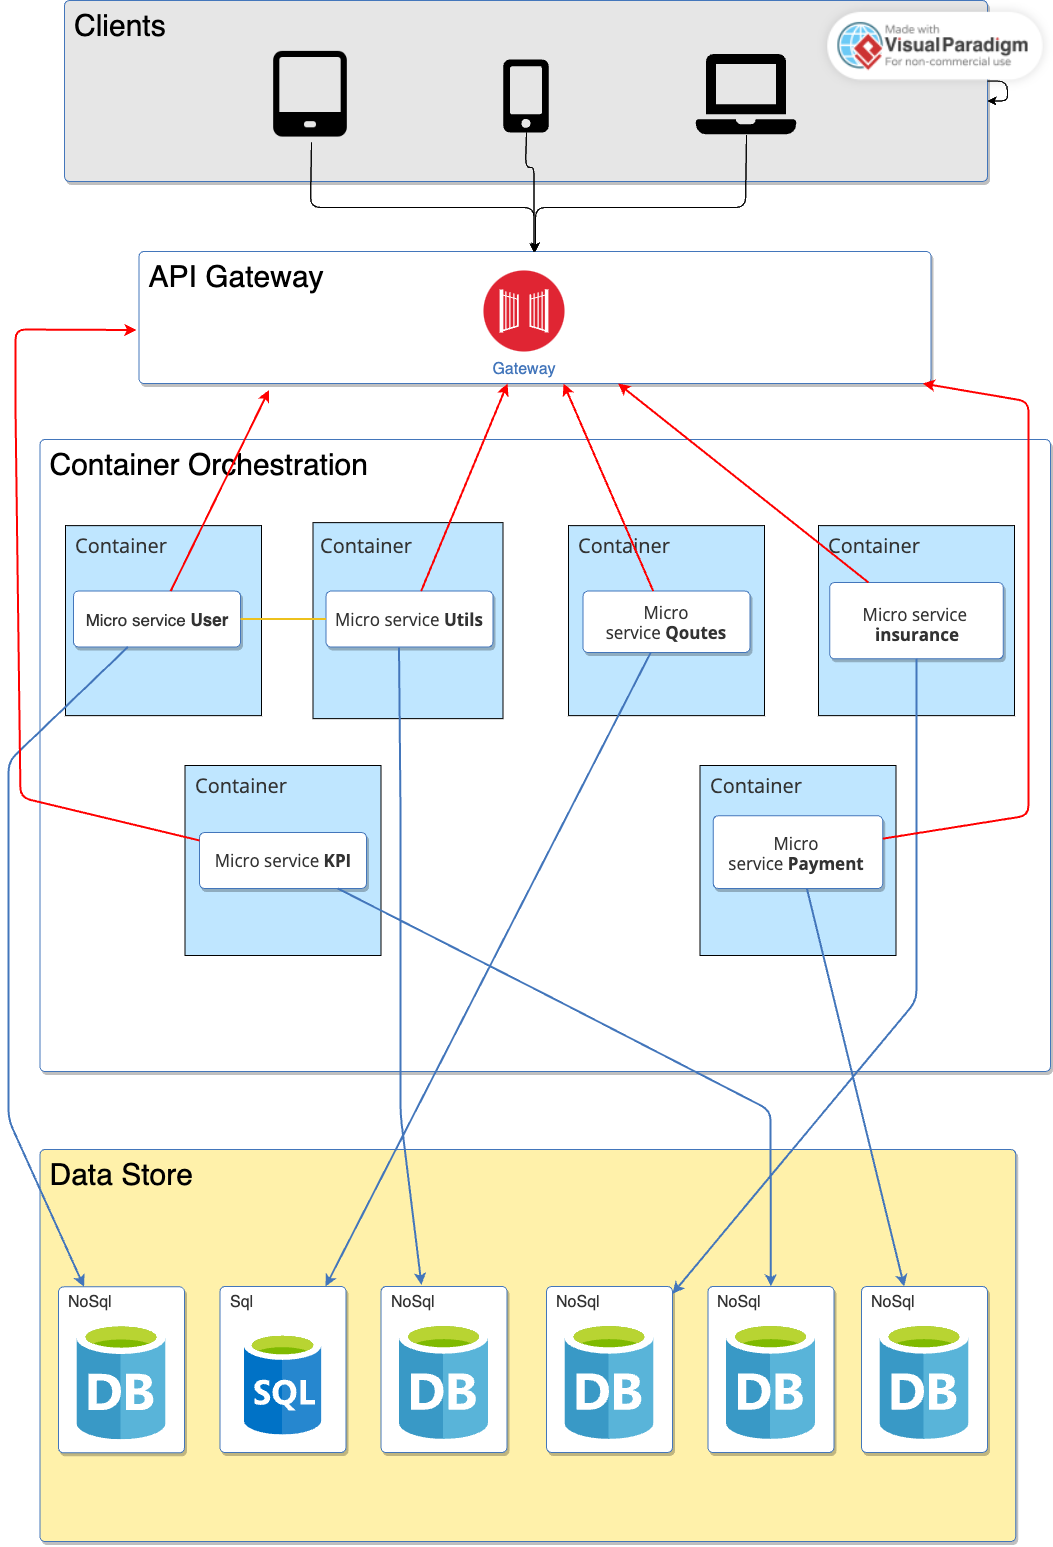 Clients
Made with
VisualParadigm
For non-commercial use
API Gateway
Gateway
Container Orchestration
Container
Container
Container
Container
Micro service User
Micro service Utils
Micro
service Qoutes
Micro service
insurance
Container
Container
Micro service KPI
Micro
service Payment
Data Store
NoSql
Sql
NoSql
NoSql
NoSql
NoSql
DB
SQL
DB
DB
DB
DB